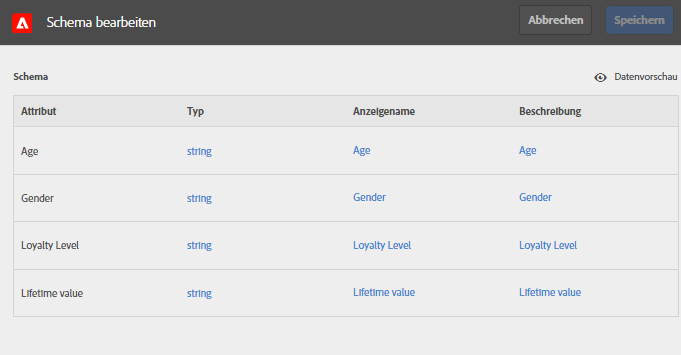 Schema bearbeiten Abbrechen Speichern
Schema Datenvorschau
Attribut Typ Anzeigename Beschreibung
Age string Age Age
Gender string Gender Gender
Loyalty Level string Loyalty Level Loyalty Level
Lifetime value string Lifetime value Lifetime value